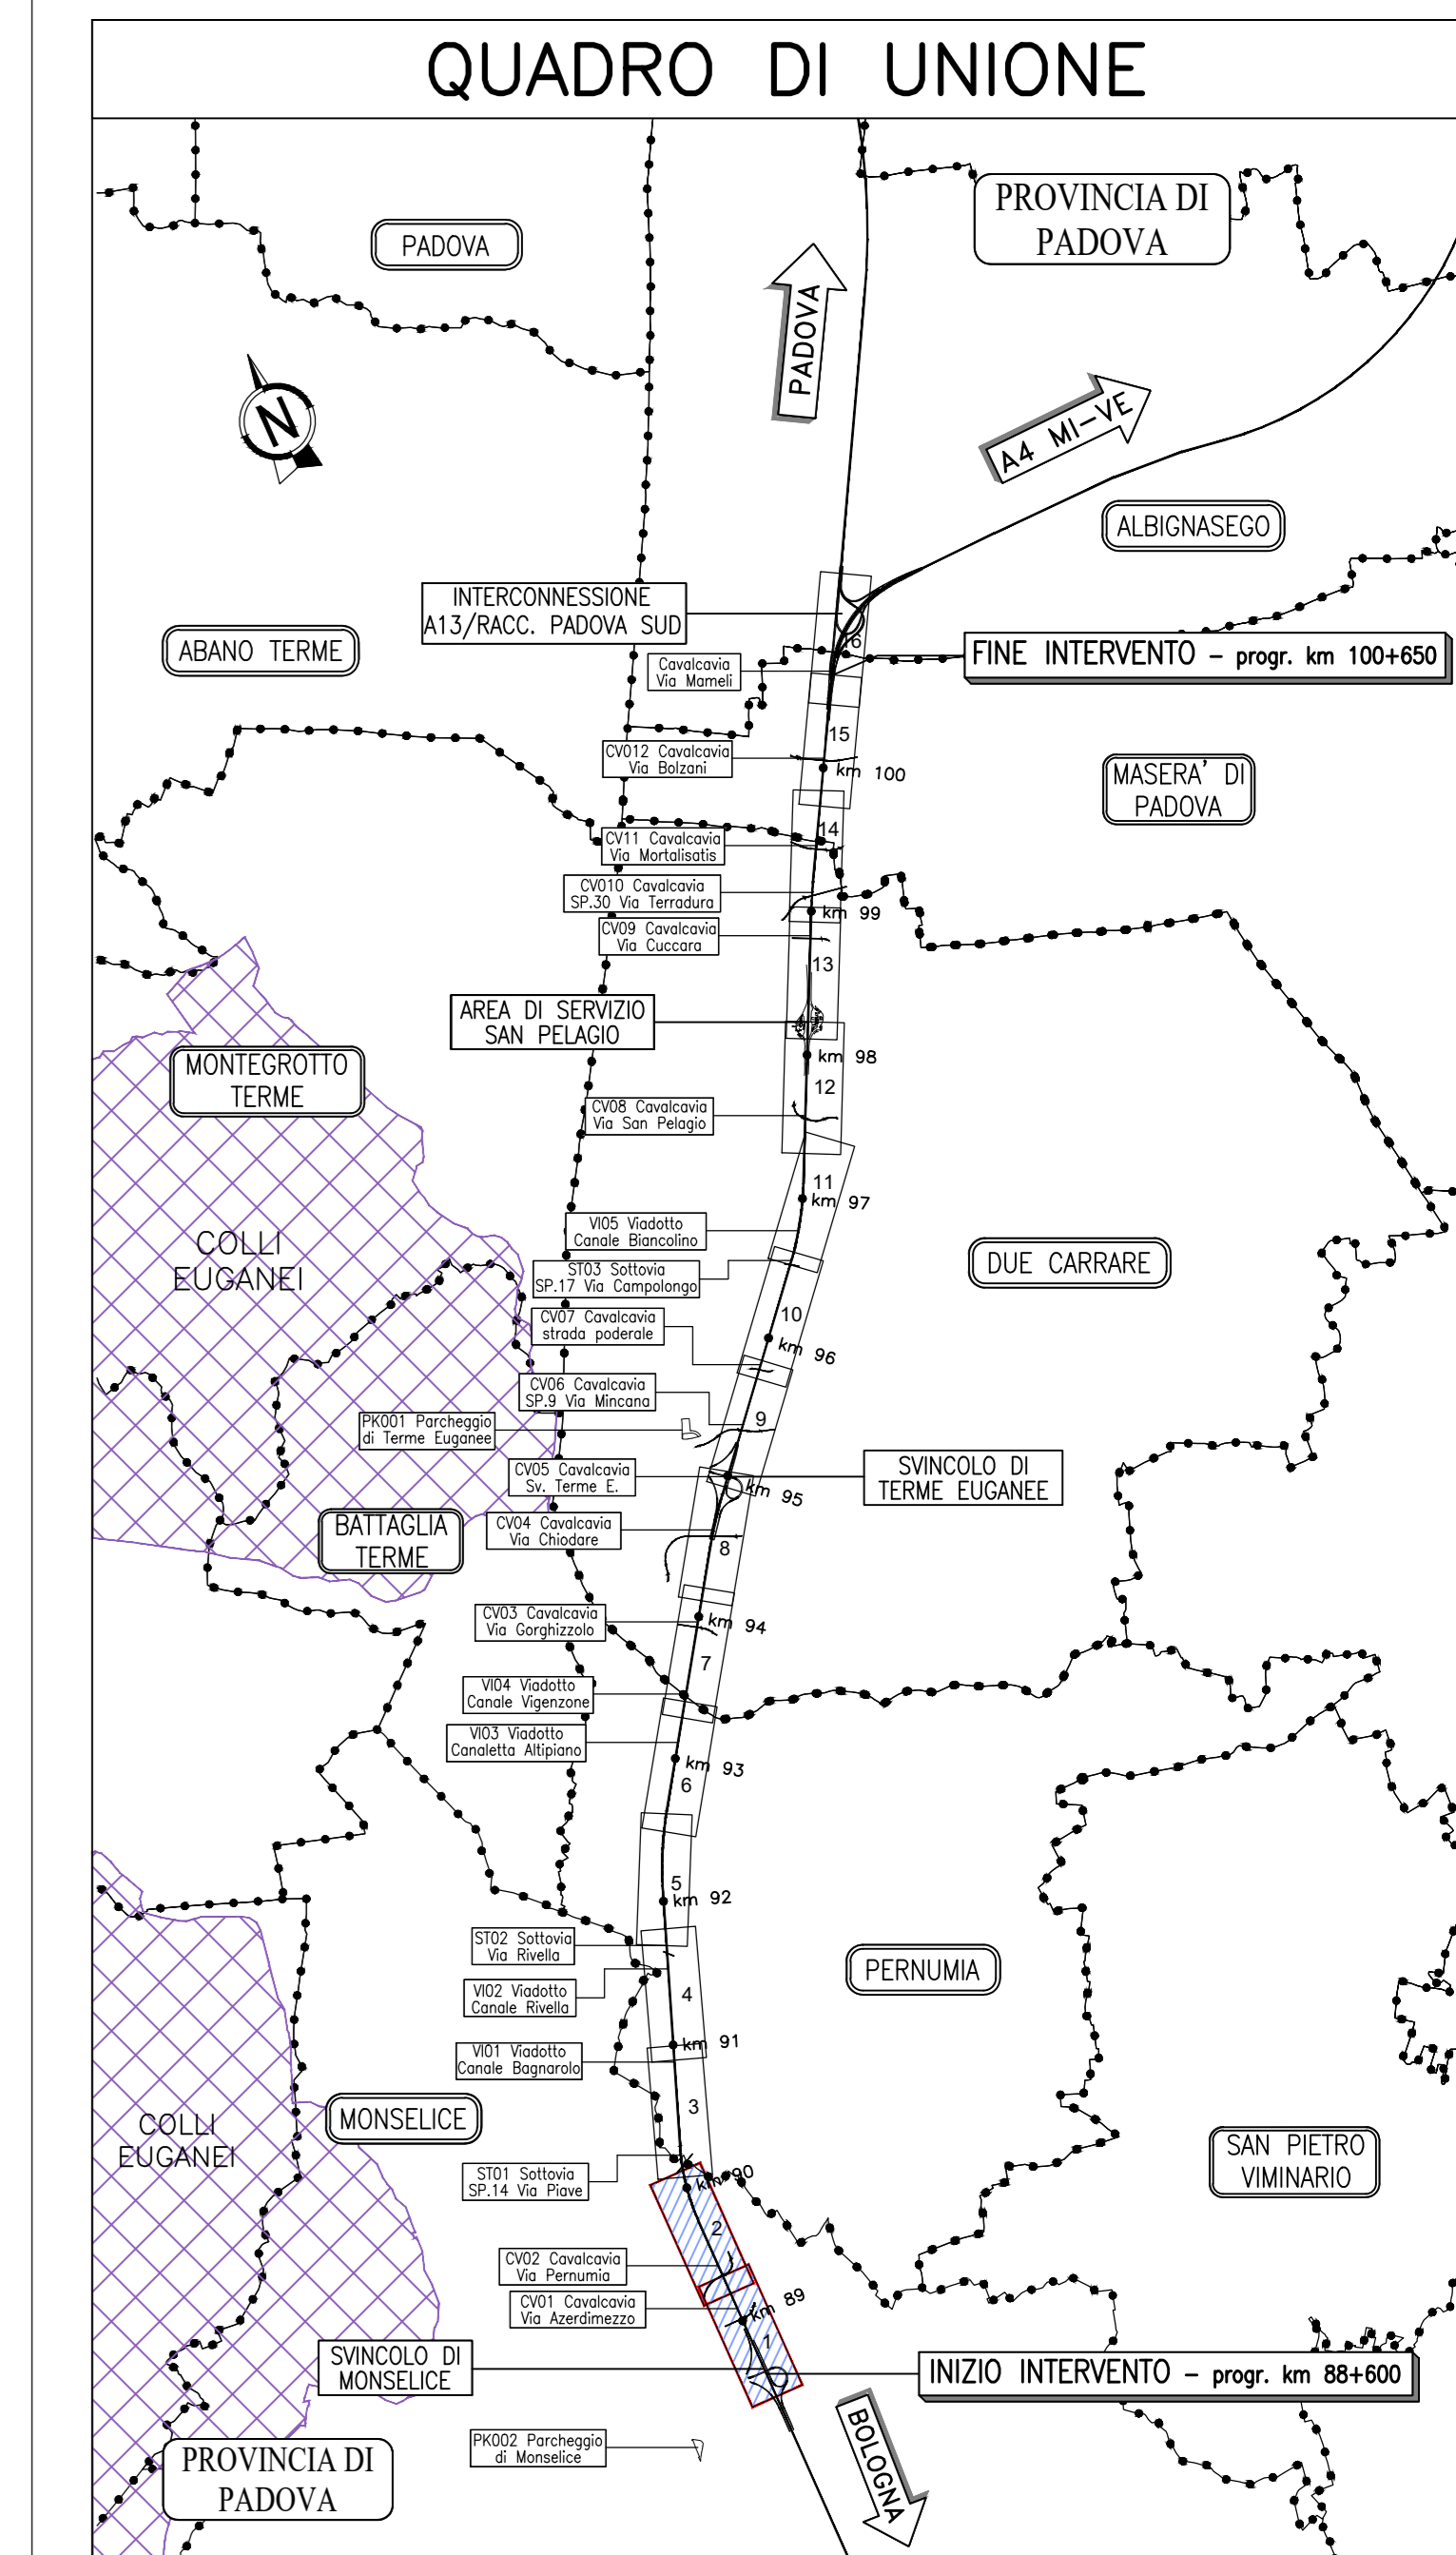 QUADRO DI UNIONE
PROVINCIA DI
PADOVA
PADOVA
PADOVA
N
A4 MI-VE
ALBIGNASEGO
INTERCONNESSIONE
A13/RACC. PADOVA SUD
ABANO TERME
16
FINE INTERVENTO – progr. km 100+650
Cavalcavia
Via Mameli
15
CV012 Cavalcavia
Via Bolzani
km 100
MASERA' DI
PADOVA
14
CV11 Cavalcavia
Via Mortalisatis
CV010 Cavalcavia
SP.30 Via Terradura
km 99
CV09 Cavalcavia
Via Cuccara
13
AREA DI SERVIZIO
SAN PELAGIO
km 98
MONTEGROTTO
TERME
12
CV08 Cavalcavia
Via San Pelagio
11
km 97
VI05 Viadotto
Canale Biancolino
COLLI
EUGANEI
DUE CARRARE
ST03 Sottovia
SP.17 Via Campolongo
10
CV07 Cavalcavia
strada poderale
km 96
CV06 Cavalcavia
SP.9 Via Mincana
9
PK001 Parcheggio
di Terme Euganee
CV05 Cavalcavia
Sv. Terme E.
km 95
SVINCOLO DI
TERME EUGANEE
BATTAGLIA
TERME
CV04 Cavalcavia
Via Chiodare
8
CV03 Cavalcavia
Via Gorghizzolo
km 94
7
VI04 Viadotto
Canale Vigenzone
VI03 Viadotto
Canaletta Altipiano
km 93
6
5
km 92
ST02 Sottovia
Via Rivella
PERNUMIA
VI02 Viadotto
Canale Rivella
4
km 91
VI01 Viadotto
Canale Bagnarolo
3
MONSELICE
COLLI
EUGANEI
SAN PIETRO
VIMINARIO
ST01 Sottovia
SP.14 Via Piave
km 90
2
CV02 Cavalcavia
Via Pernumia
CV01 Cavalcavia
Via Azerdimezzo
km 89
1
SVINCOLO DI
MONSELICE
INIZIO INTERVENTO – progr. km 88+600
BOLOGNA
PK002 Parcheggio
di Monselice
PROVINCIA DI
PADOVA